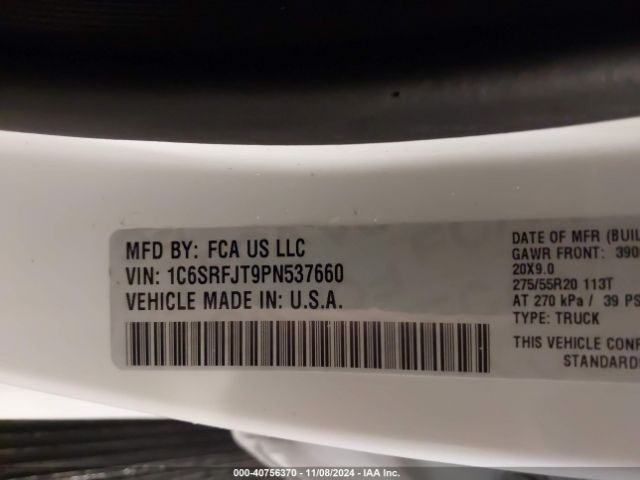 MFD BY: FCA US LLC
VIN: 1C6SRFJT9PN537660
VEHICLE MADE IN: U.S.A.
DATE OF MFR (BUIL
GAWR FRONT: 390
20X9.0
275/55R20 113T
AT 270 kPa / 39 PS
TYPE: TRUCK
THIS VEHICLE CONF
STANDARDS
000-40756370 - 11/08/2024 - IAA Inc.